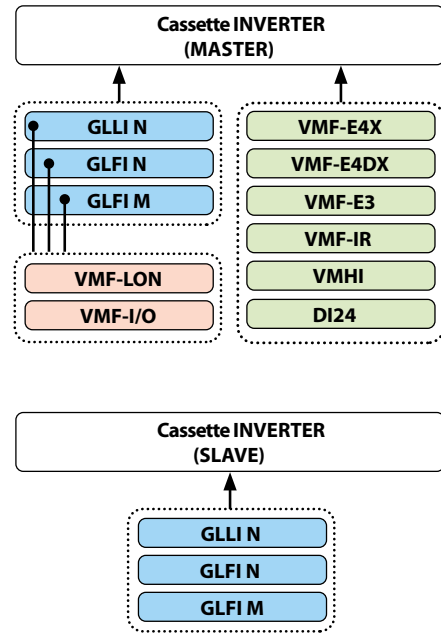 Cassette INVERTER
(MASTER)
GLLI N
GLFI N
GLFI M
VMF-LON
VMF-I/O
VMF-E4X
VMF-E4DX
VMF-E3
VMF-IR
VMHI
DI24
Cassette INVERTER
(SLAVE)
GLLI N
GLFI N
GLFI M